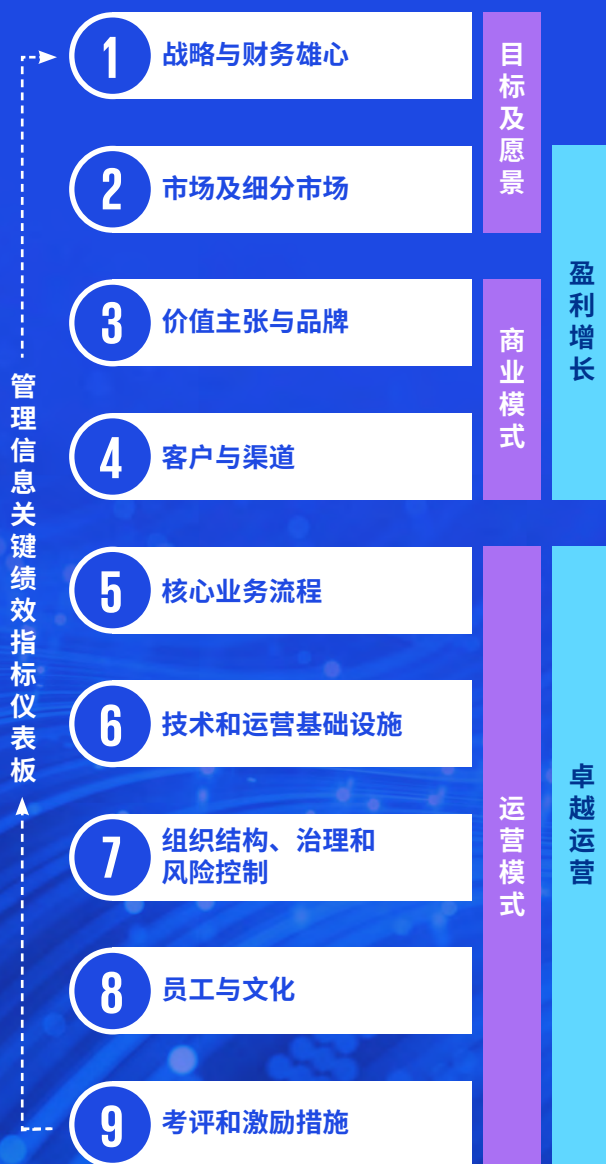 1
战略与财务雄心
2
市场及细分市场
目标及愿景
3
价值主张与品牌
4
客户与渠道
商业模式
盈利增长
5
核心业务流程
6
技术和运营基础设施
7
组织结构、治理和
风险控制
8
员工与文化
9
考评和激励措施
运营模式
卓越运营
管理信息关键绩效指标仪表板